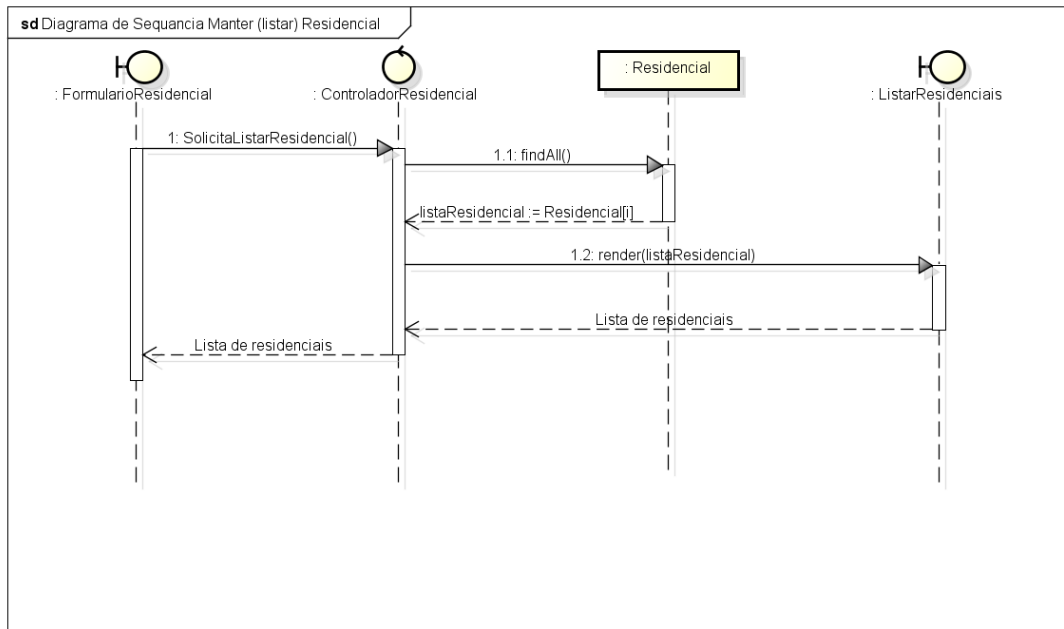 sd Diagrama de Sequancia Manter (listar) Residencial
: FormularioResidencial
: ControladorResidencial
: Residencial
: ListarResidenciais
1: SolicitaListarResidencial()
1.1: findAll()
listaResidencial := Residencial[i]
1.2: render(listaResidencial)
Lista de residenciais
Lista de residenciais